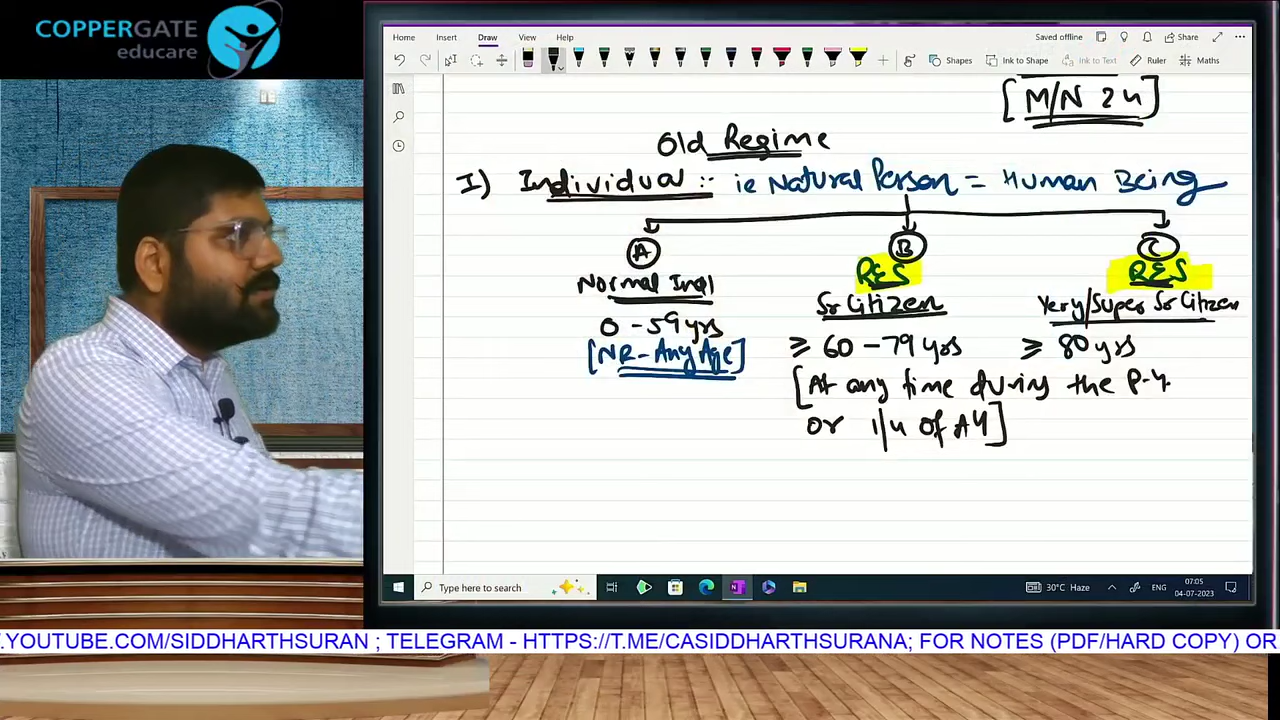 COPPERGATE
educare
Home Insert Draw View Help
Saved offline
Share
Shapes
Ink to Shape
Ink to Text
Ruler
Maths
[M/N 24]
Old Regime
I) Individual :- ie Natural Person = Human Being
A B C
Normal Indl
RES
Sr Citizen
RES
Very/Super Sr Citizen
0 - 59 yrs
≥ 60 - 79 yrs
≥ 80 yrs
[NR - Any Age]
[At any time during the P.Y.
or 1/4 of AY]
Type here to search
30°C Haze
ENG
07:05
04-07-2023
.YOUTUBE.COM/SIDDHARTHSURAN ; TELEGRAM - HTTPS://T.ME/CASIDDHARTHSURANA; FOR NOTES (PDF/HARD COPY) OR